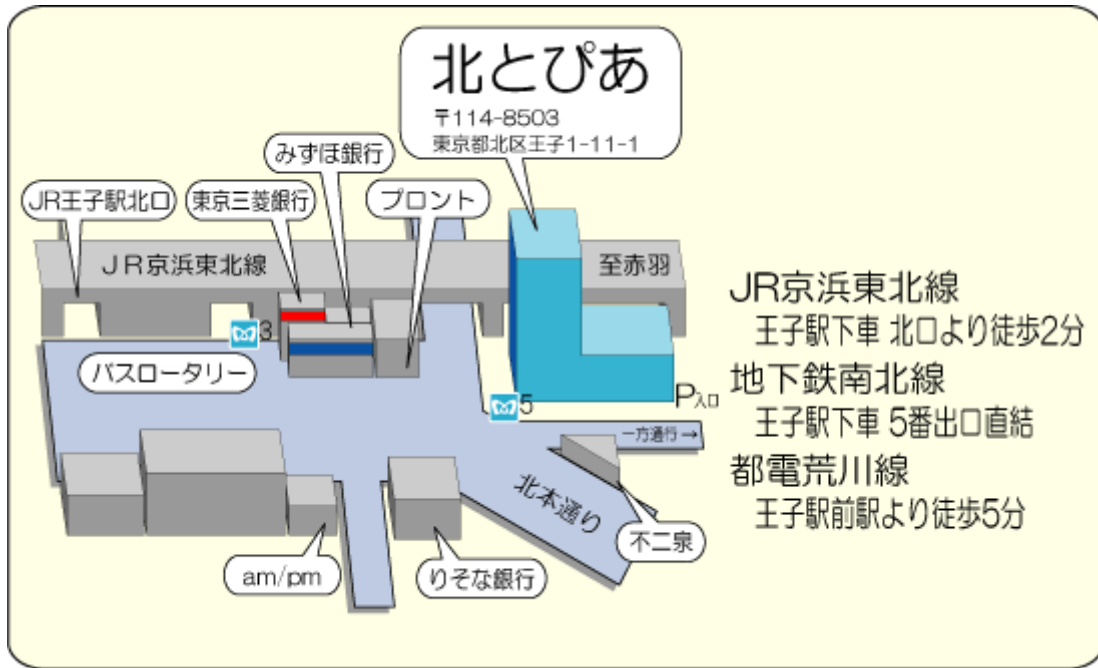 北とぴあ
〒114-8503
東京都北区王子1-11-1
みずほ銀行
JR王子駅北口
東京三菱銀行
プロント
JR京浜東北線
至赤羽
3
バスロータリー
5
P入口
一方通行→
北本通り
不二泉
am/pm
りそな銀行
JR京浜東北線
王子駅下車 北口より徒歩2分
地下鉄南北線
王子駅下車 5番出口直結
都電荒川線
王子駅前駅より徒歩5分